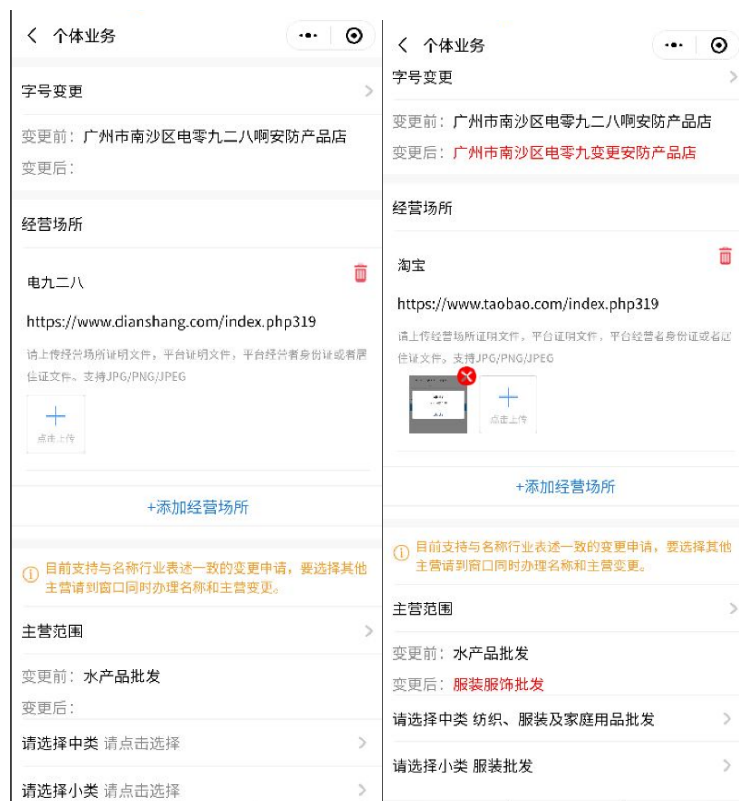 个体业务
字号变更
变更前：广州市南沙区电零九二八啊安防产品店
变更后：
经营场所
电九二八
https://www.dianshang.com/index.php319
请上传经营场所证明文件，平台证明文件，平台经营者身份证或者居
住证文件。支持JPG/PNG/JPEG
点击上传
+添加经营场所
目前支持与名称行业表述一致的变更申请，要选择其他
主营请到窗口同时办理名称和主营变更。
主营范围
变更前：水产品批发
变更后：
请选择中类 请点击选择
请选择小类 请点击选择
个体业务
字号变更
变更前：广州市南沙区电零九二八啊安防产品店
变更后：广州市南沙区电零九变更安防产品店
经营场所
淘宝
https://www.taobao.com/index.php319
请上传经营场所证明文件，平台证明文件，平台经营者身份证或者居
住证文件。支持JPG/PNG/JPEG
点击上传
+添加经营场所
目前支持与名称行业表述一致的变更申请，要选择其他
主营请到窗口同时办理名称和主营变更。
主营范围
变更前：水产品批发
变更后：服装服饰批发
请选择中类 纺织、服装及家庭用品批发
请选择小类 服装批发